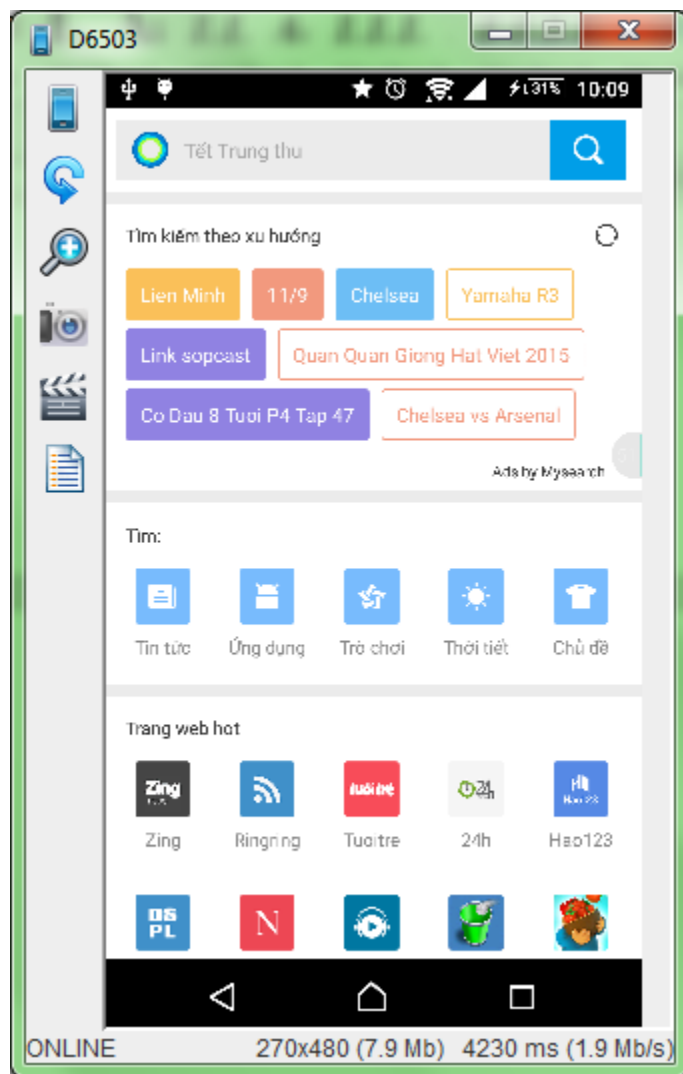 D6503
31% 10:09
Tết Trung thu
Tìm kiếm theo xu hướng
Lien Minh 11/9 Chelsea Yamaha R3
Link sopcast Quan Quan Giong Hat Viet 2015
Co Dau 8 Tuoi P4 Tap 47 Chelsea vs Arsenal
Ads by Mysearch
Tìm:
Tin tức Ứng dụng Trò chơi Thời tiết Chủ đề
Trang web hot
Zing tuổi trẻ 24h Hao123
Zing Ringring Tuoitre 24h Hao123
DS N
PL
ONLINE 270x480 (7.9 Mb) 4230 ms (1.9 Mb/s)